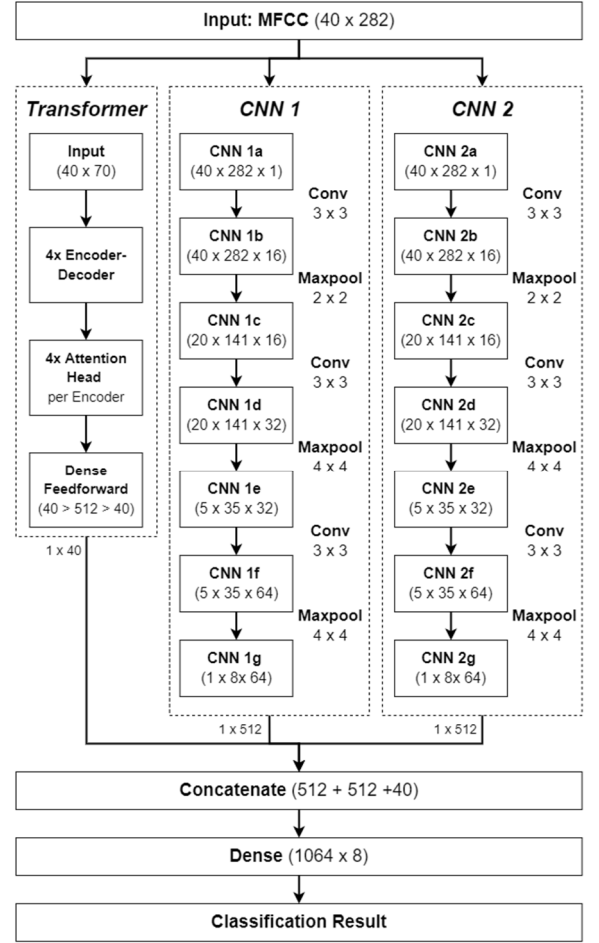 Input: MFCC (40 x 282)
Transformer
Input
(40 x 70)
4x Encoder-
Decoder
4x Attention
Head
per Encoder
Dense
Feedforward
(40 > 512 > 40)
1 x 40
CNN 1
CNN 1a
(40 x 282 x 1)
Conv
3 x 3
CNN 1b
(40 x 282 x 16)
Maxpool
2 x 2
CNN 1c
(20 x 141 x 16)
Conv
3 x 3
CNN 1d
(20 x 141 x 32)
Maxpool
4 x 4
CNN 1e
(5 x 35 x 32)
Conv
3 x 3
CNN 1f
(5 x 35 x 64)
Maxpool
4 x 4
CNN 1g
(1 x 8x 64)
1 x 512
CNN 2
CNN 2a
(40 x 282 x 1)
Conv
3 x 3
CNN 2b
(40 x 282 x 16)
Maxpool
2 x 2
CNN 2c
(20 x 141 x 16)
Conv
3 x 3
CNN 2d
(20 x 141 x 32)
Maxpool
4 x 4
CNN 2e
(5 x 35 x 32)
Conv
3 x 3
CNN 2f
(5 x 35 x 64)
Maxpool
4 x 4
CNN 2g
(1 x 8x 64)
1 x 512
Concatenate (512 + 512 +40)
Dense (1064 x 8)
Classification Result